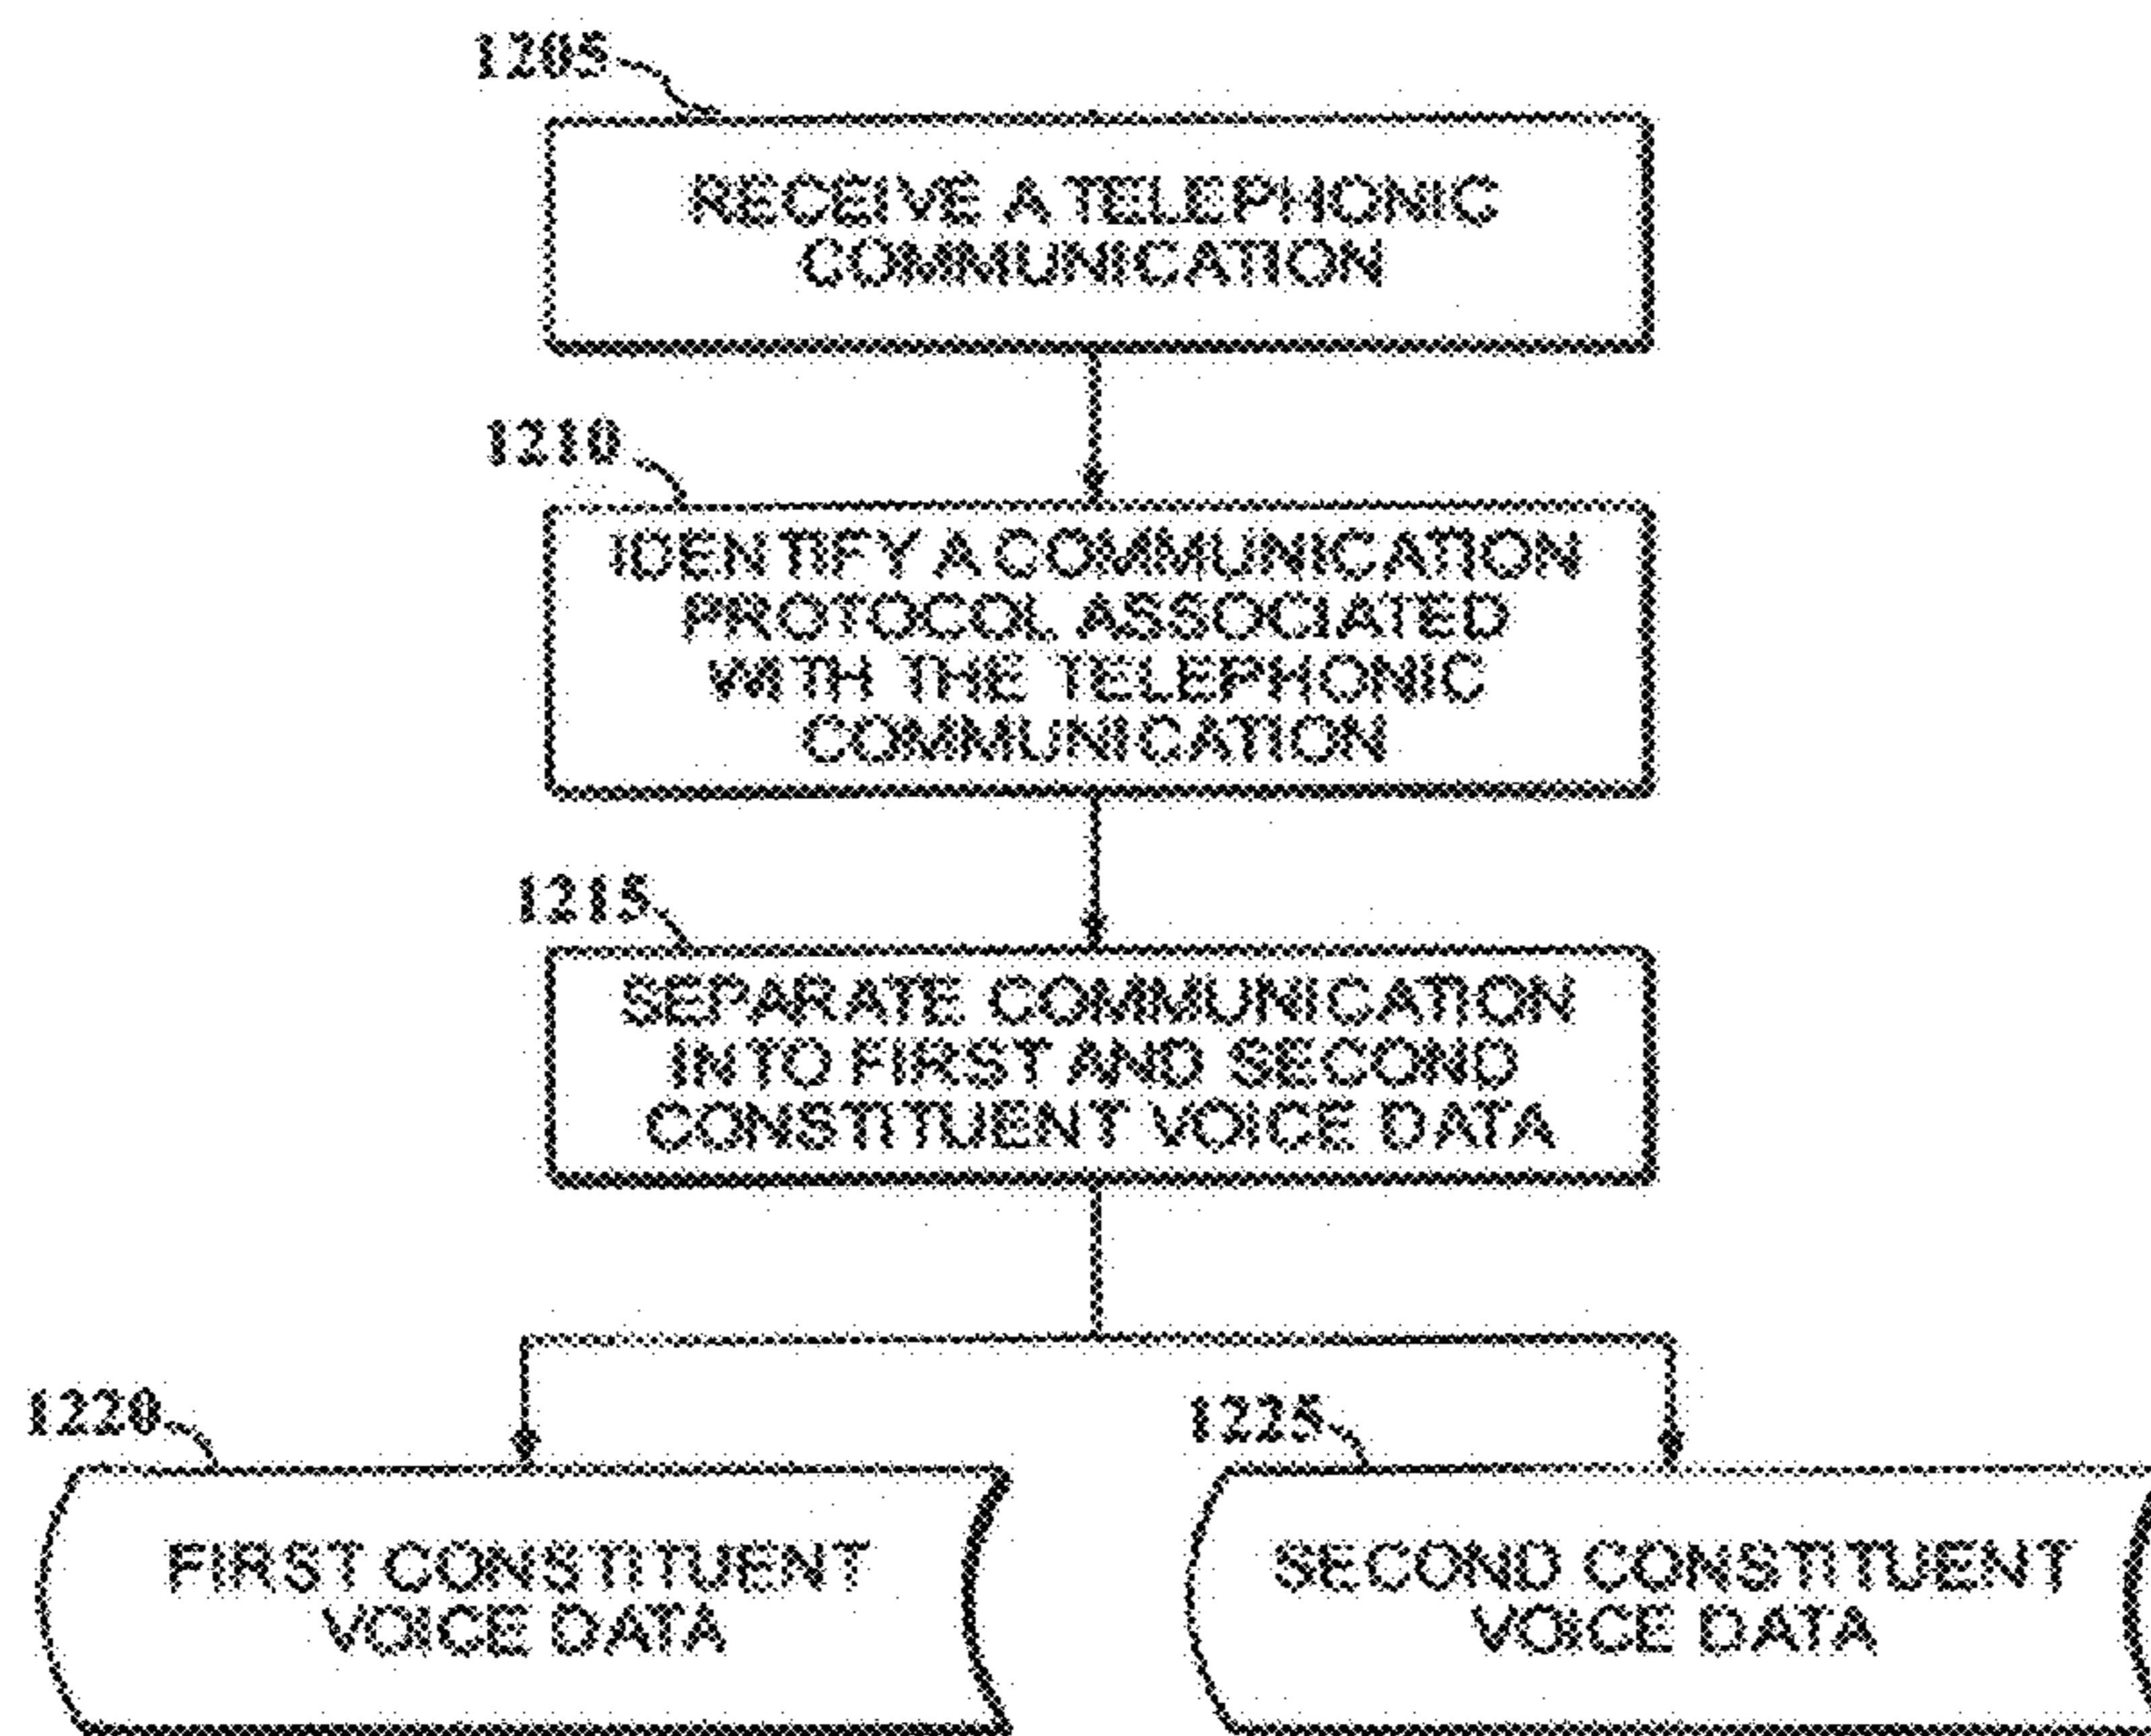 1205
RECEIVE A TELEPHONIC
COMMUNICATION
1210
IDENTIFY A COMMUNICATION
PROTOCOL ASSOCIATED
WITH THE TELEPHONIC
COMMUNICATION
1215
SEPARATE COMMUNICATION
INTO FIRST AND SECOND
CONSTITUENT VOICE DATA
1220
FIRST CONSTITUENT
VOICE DATA
1225
SECOND CONSTITUENT
VOICE DATA